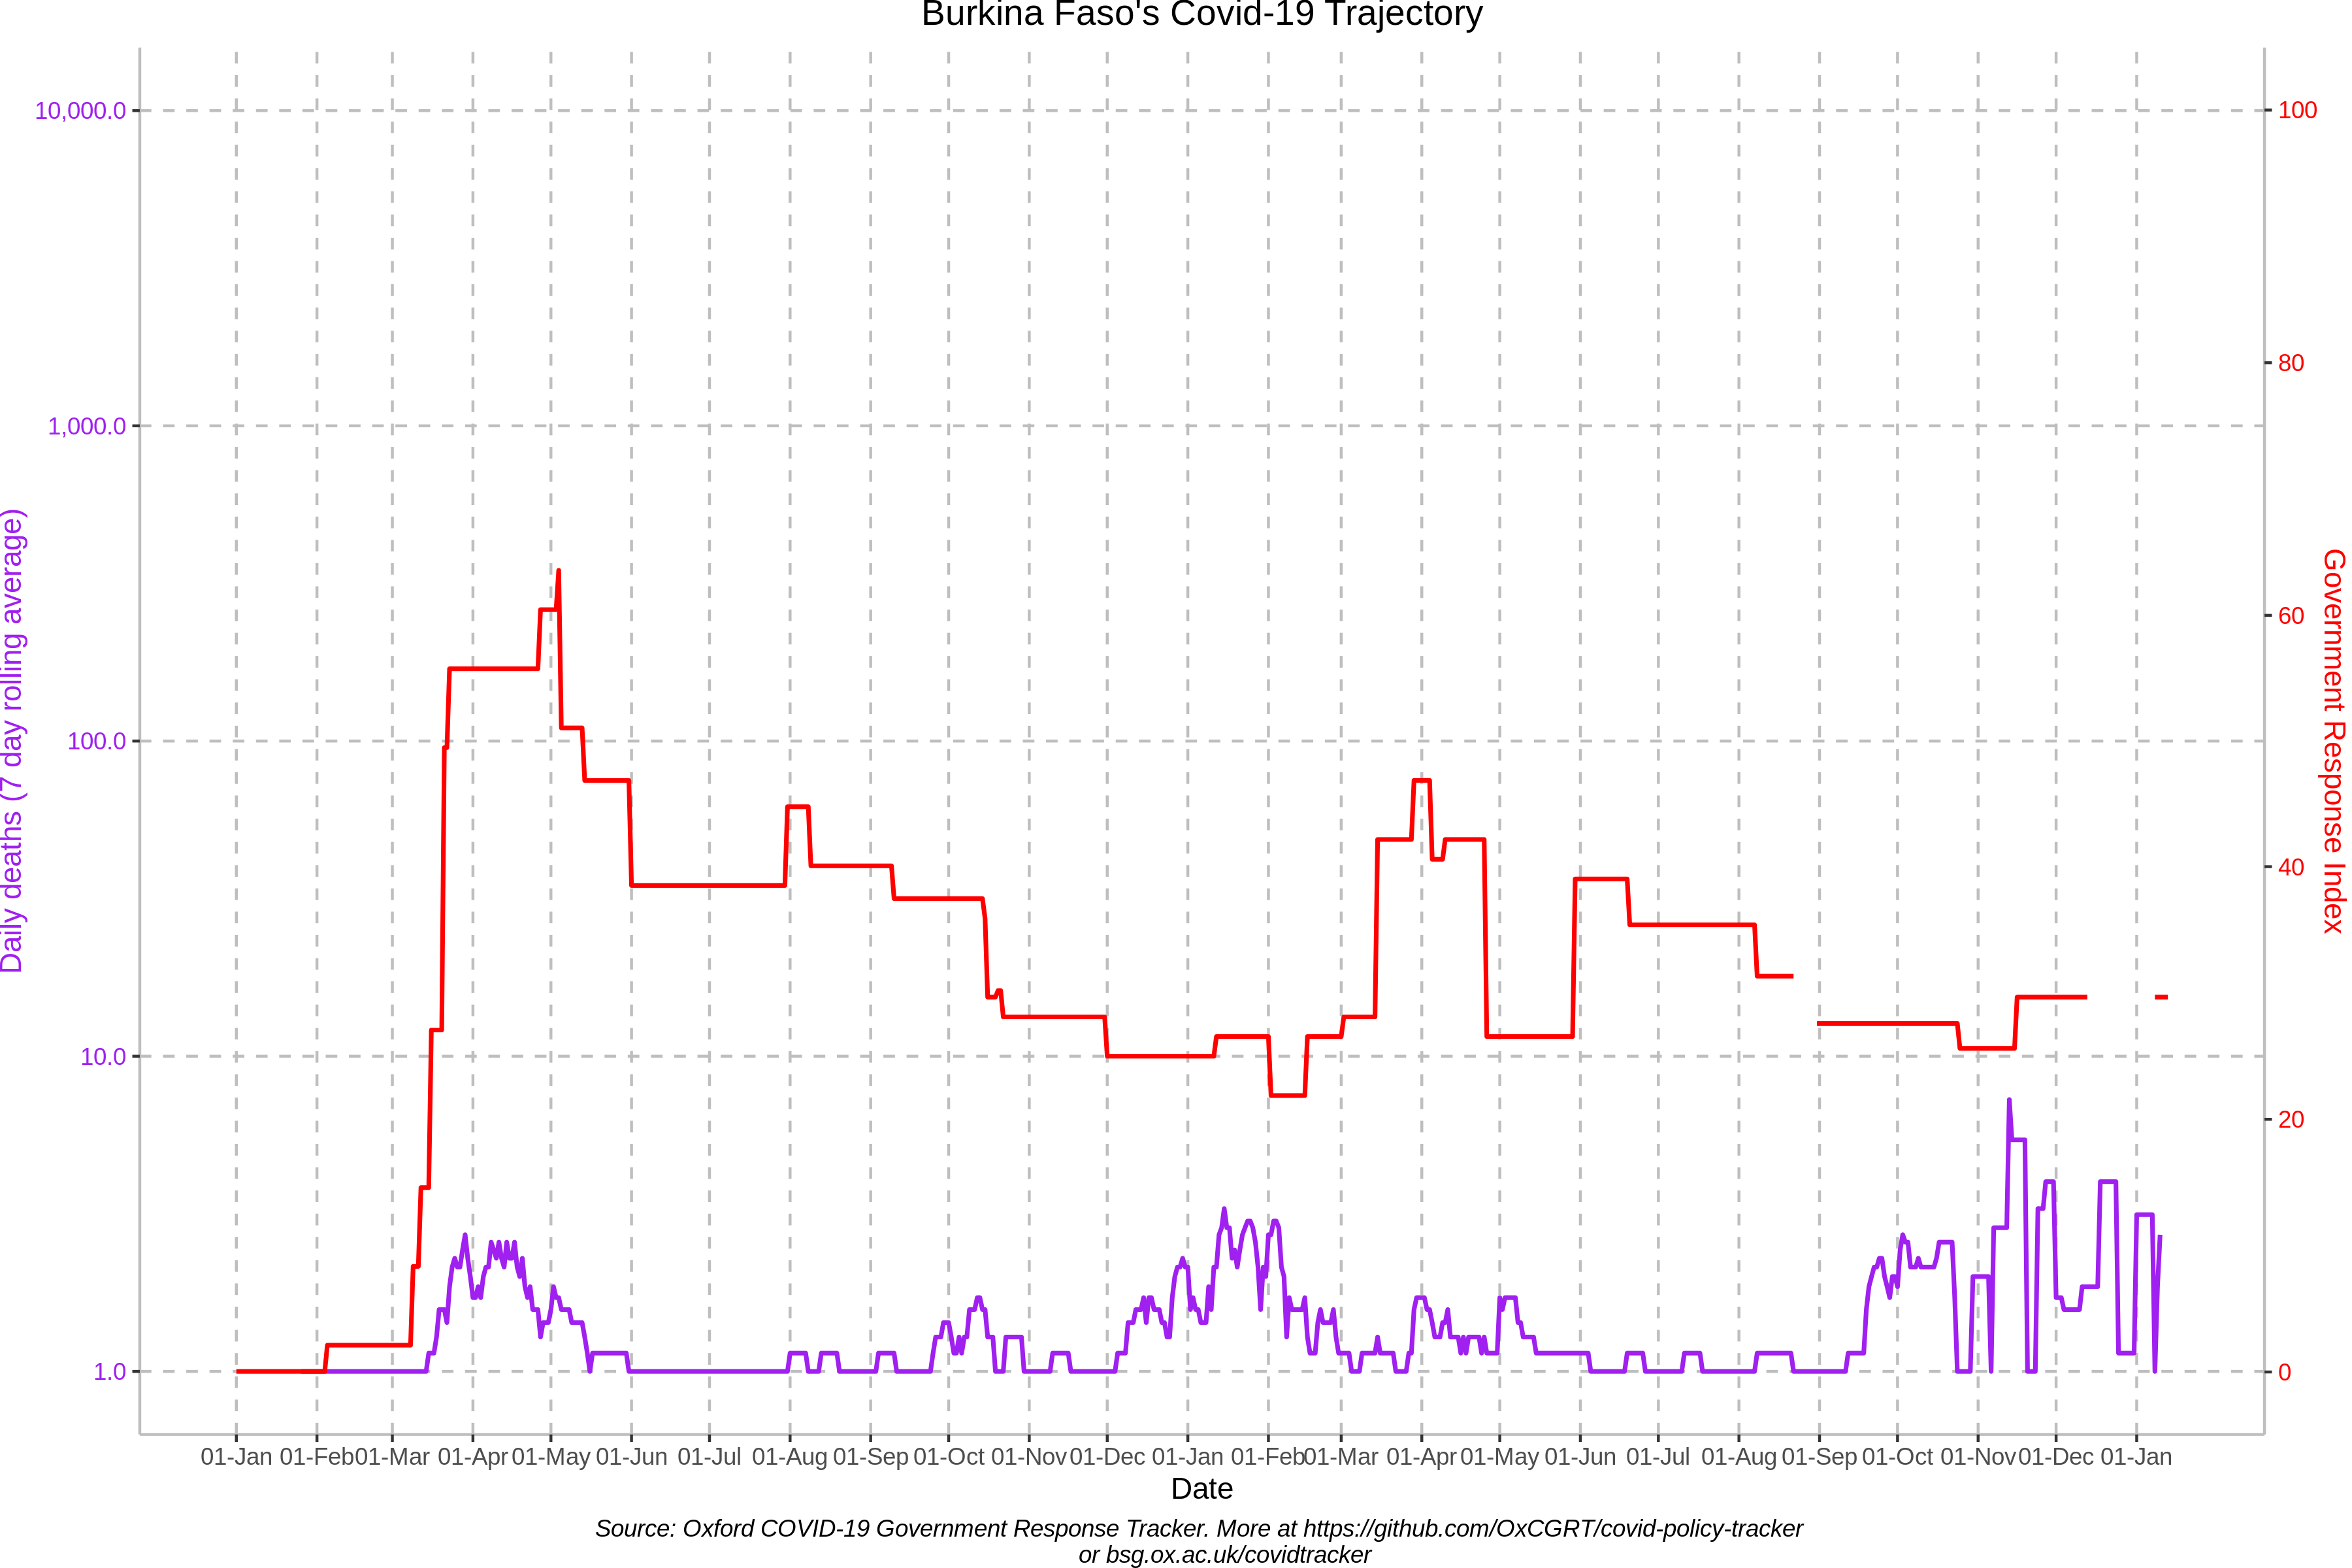 Burkina Faso's Covid-19 Trajectory
10,000.0
1,000.0
100.0
10.0
1.0
Daily deaths (7 day rolling average)
100
80
60
40
20
0
Government Response Index
01-Jan 01-Feb 01-Mar 01-Apr 01-May 01-Jun 01-Jul 01-Aug 01-Sep 01-Oct 01-Nov 01-Dec 01-Jan 01-Feb 01-Mar 01-Apr 01-May 01-Jun 01-Jul 01-Aug 01-Sep 01-Oct 01-Nov 01-Dec 01-Jan
Date
Source: Oxford COVID-19 Government Response Tracker. More at https://github.com/OxCGRT/covid-policy-tracker
or bsg.ox.ac.uk/covidtracker